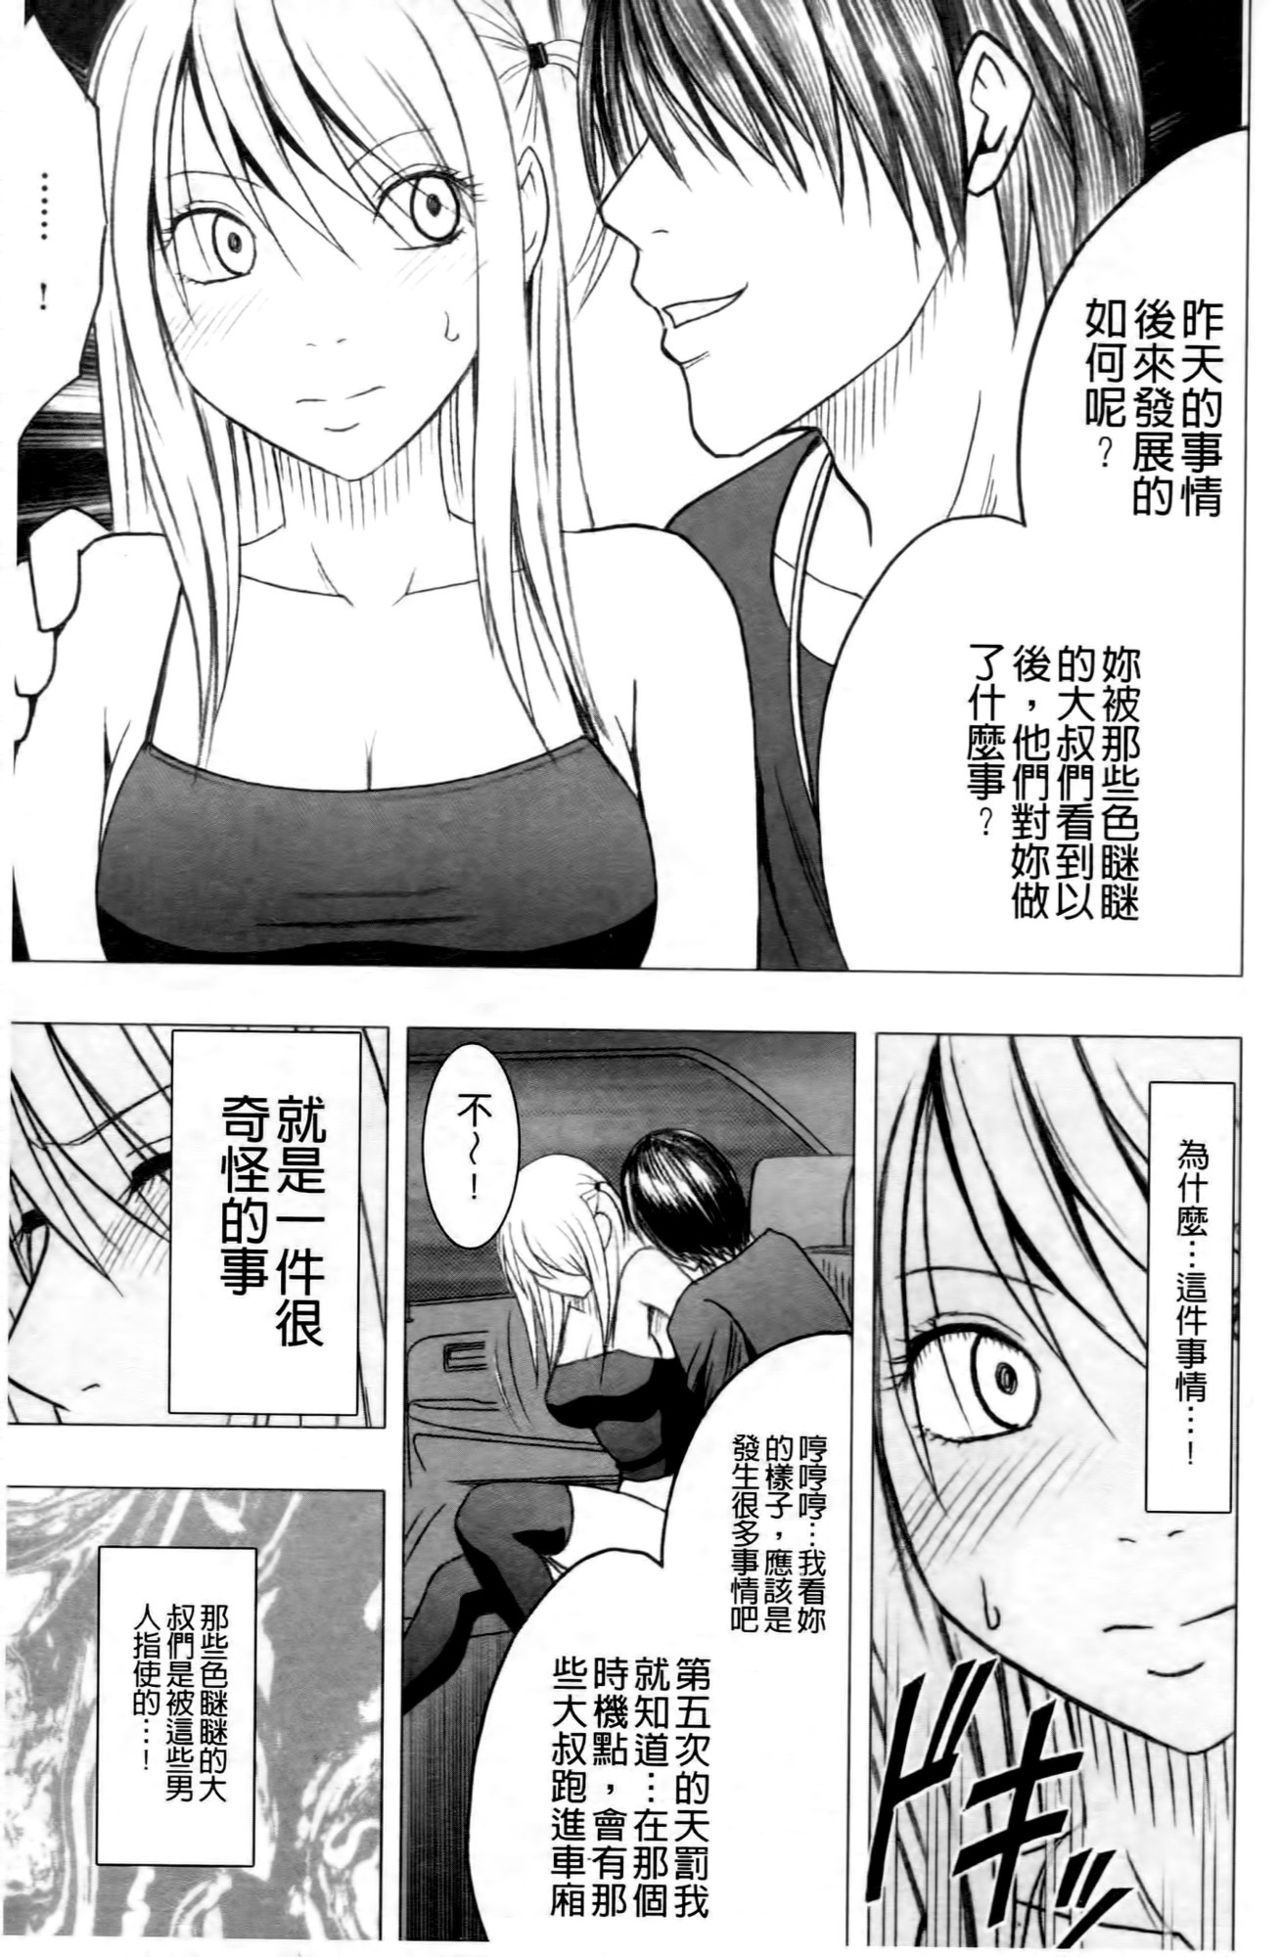 昨天的事情
後來發展的
如何呢？
妳被那些色瞇瞇
的大叔們看到以
後，他們對妳做
了什麼事？
……！
為什麼…這件事情…！
ドキッ
不～！
哼哼哼…我看妳
的樣子，應該是
發生很多事情吧
第五次的天罰我
就知道…在那個
時機點，會有那
些大叔跑進車廂
就是一件很
奇怪的事
那些色瞇瞇的大
叔們是被這些男
人指使的…！